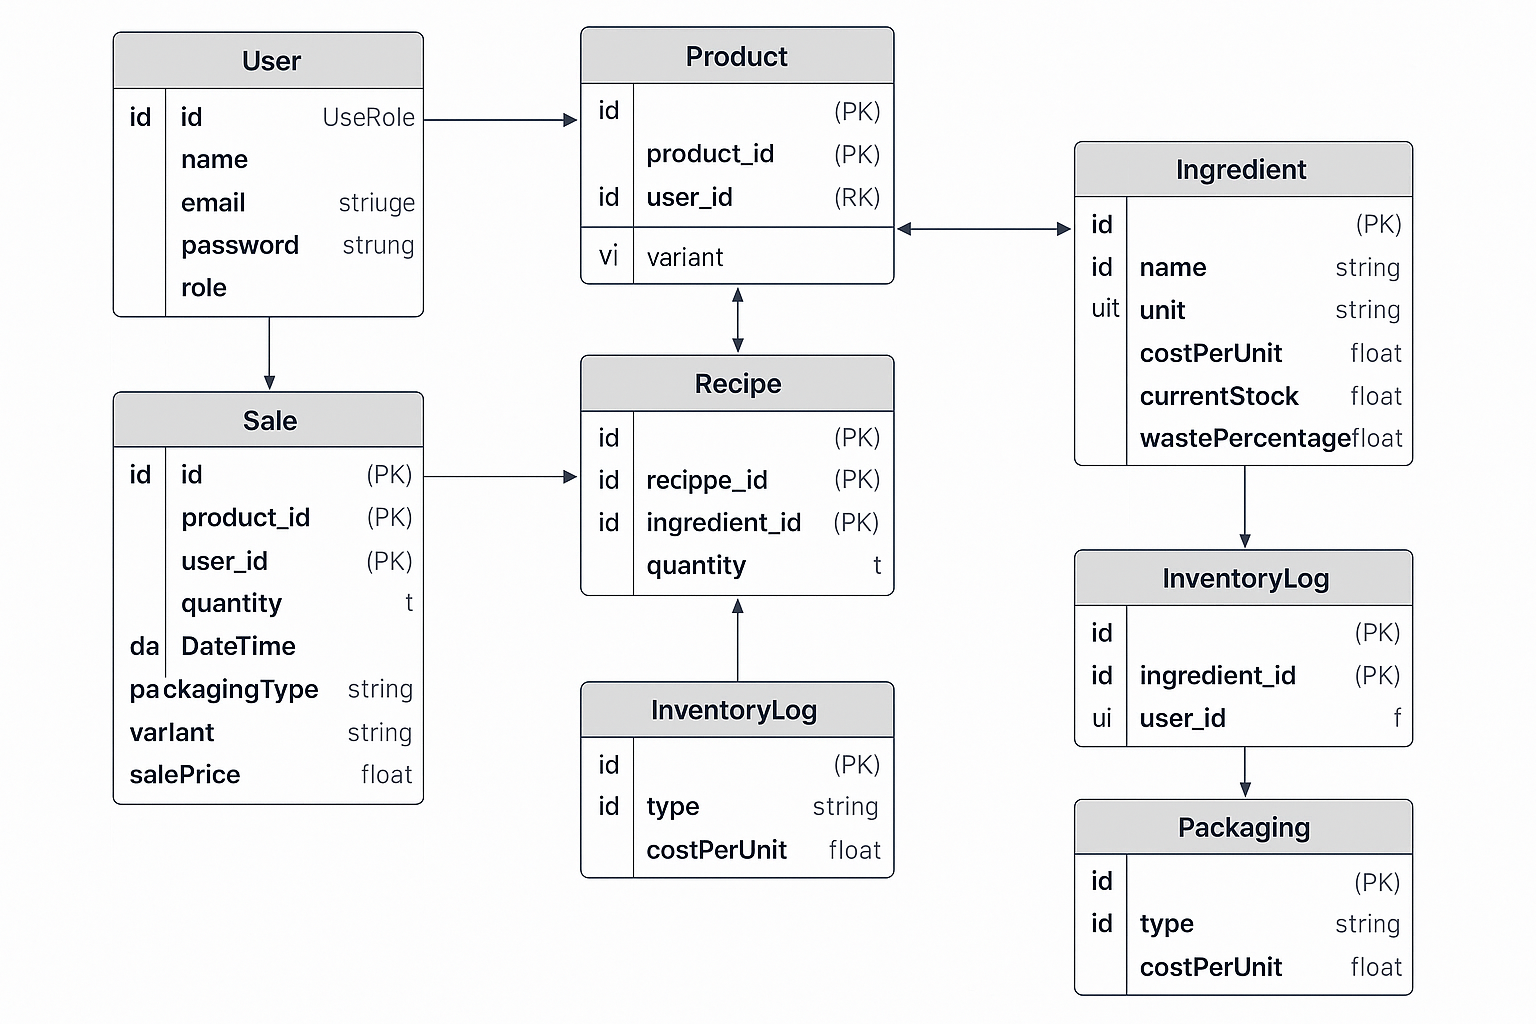 User
id id UseRole
name
email striuge
password strung
role
Product
id (PK)
product_id (PK)
id user_id (RK)
vi variant
Ingredient
id (PK)
id name string
uit unit string
costPerUnit float
currentStock float
wastePercentagefloat
Sale
id id (PK)
product_id (PK)
user_id (PK)
quantity t
da DateTime
packagingType string
varlant string
salePrice float
Recipe
id (PK)
id recippe_id (PK)
id ingredient_id (PK)
quantity t
InventoryLog
id (PK)
id ingredient_id (PK)
ui user_id f
InventoryLog
id (PK)
id type string
costPerUnit float
Packaging
id (PK)
id type string
costPerUnit float